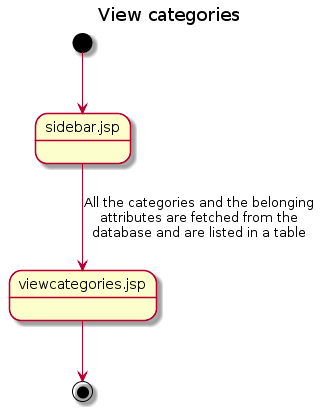 View categories
sidebar.jsp
All the categories and the belonging
attributes are fetched from the
database and are listed in a table
viewcategories.jsp